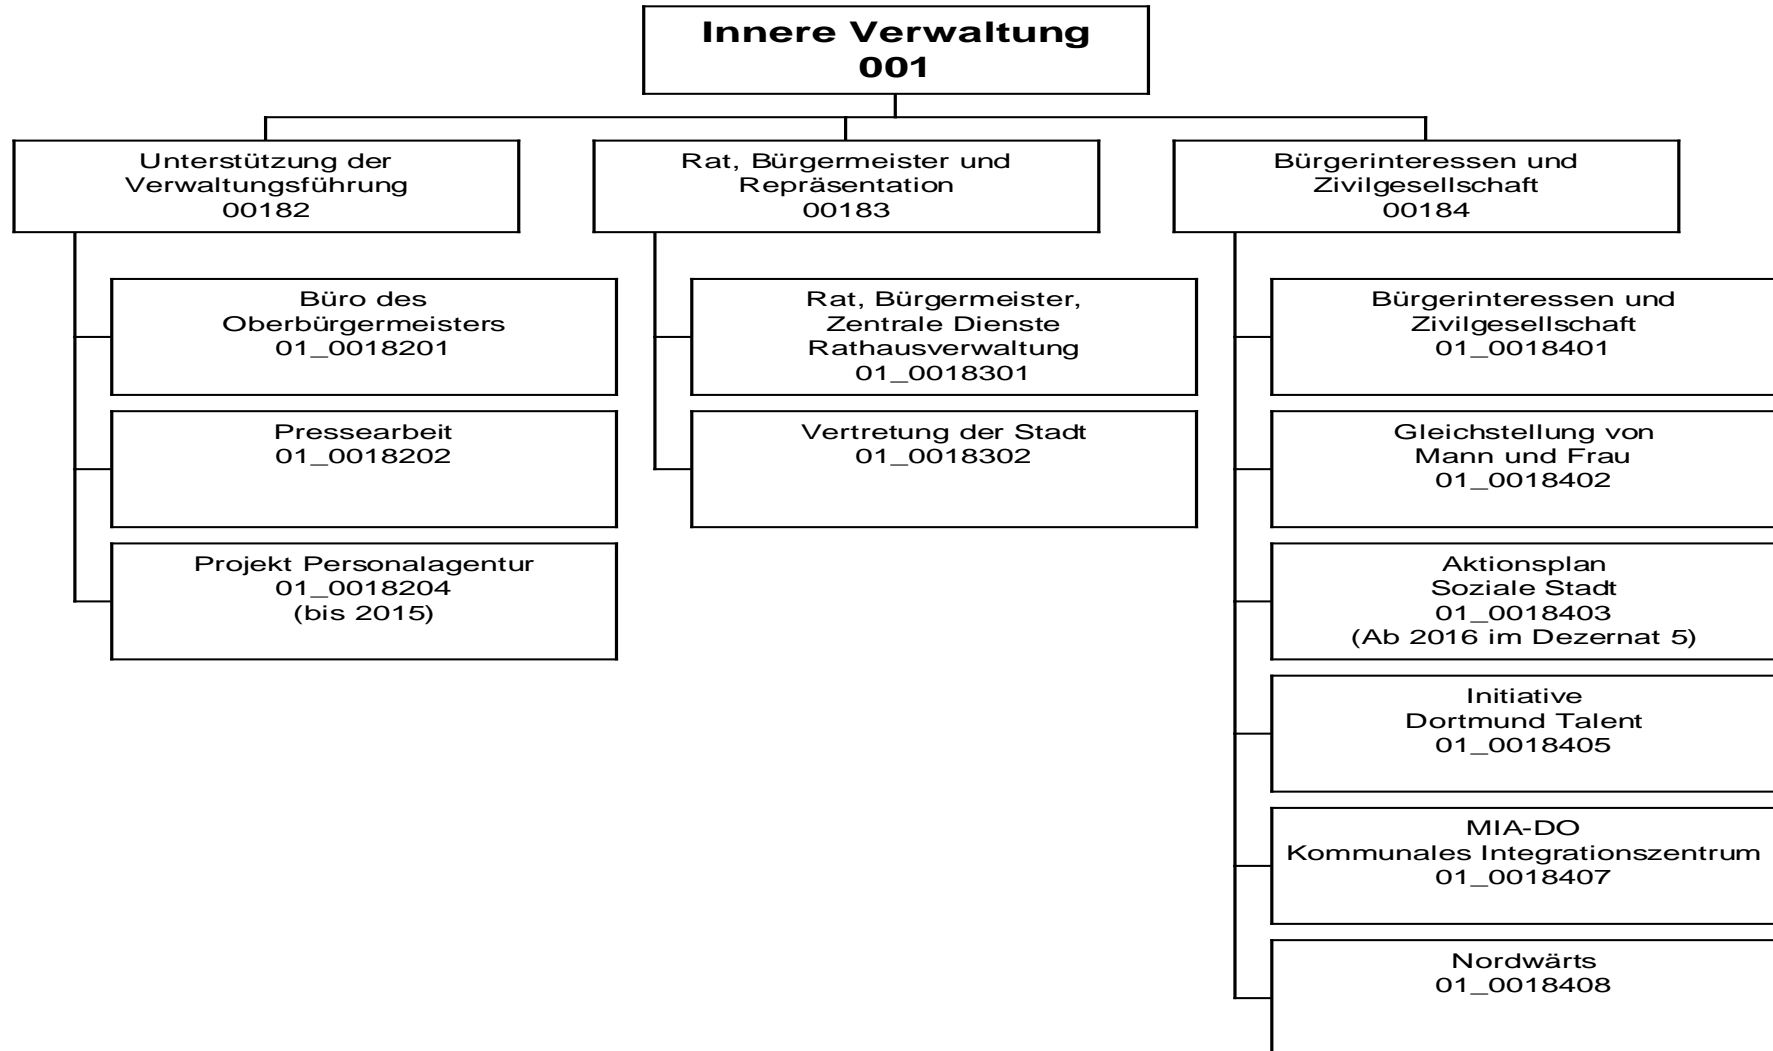 Innere Verwaltung
001
Unterstützung der
Verwaltungsführung
00182
Rat, Bürgermeister und
Repräsentation
00183
Bürgerinteressen und
Zivilgesellschaft
00184
Büro des
Oberbürgermeisters
01_0018201
Pressearbeit
01_0018202
Projekt Personalagentur
01_0018204
(bis 2015)
Rat, Bürgermeister,
Zentrale Dienste
Rathausverwaltung
01_0018301
Vertretung der Stadt
01_0018302
Bürgerinteressen und
Zivilgesellschaft
01_0018401
Gleichstellung von
Mann und Frau
01_0018402
Aktionsplan
Soziale Stadt
01_0018403
(Ab 2016 im Dezernat 5)
Initiative
Dortmund Talent
01_0018405
MIA-DO
Kommunales Integrationszentrum
01_0018407
Nordwärts
01_0018408